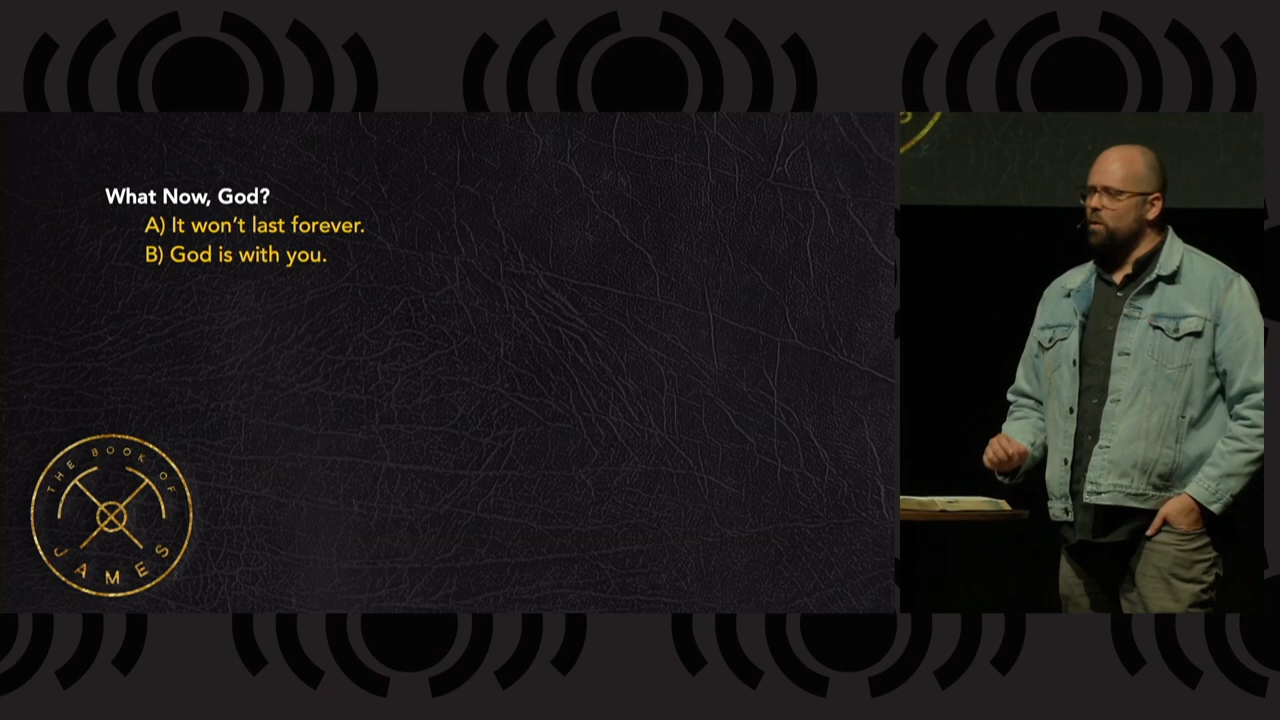 What Now, God?
A) It won't last forever.
B) God is with you.
THE BOOK OF
JAMES